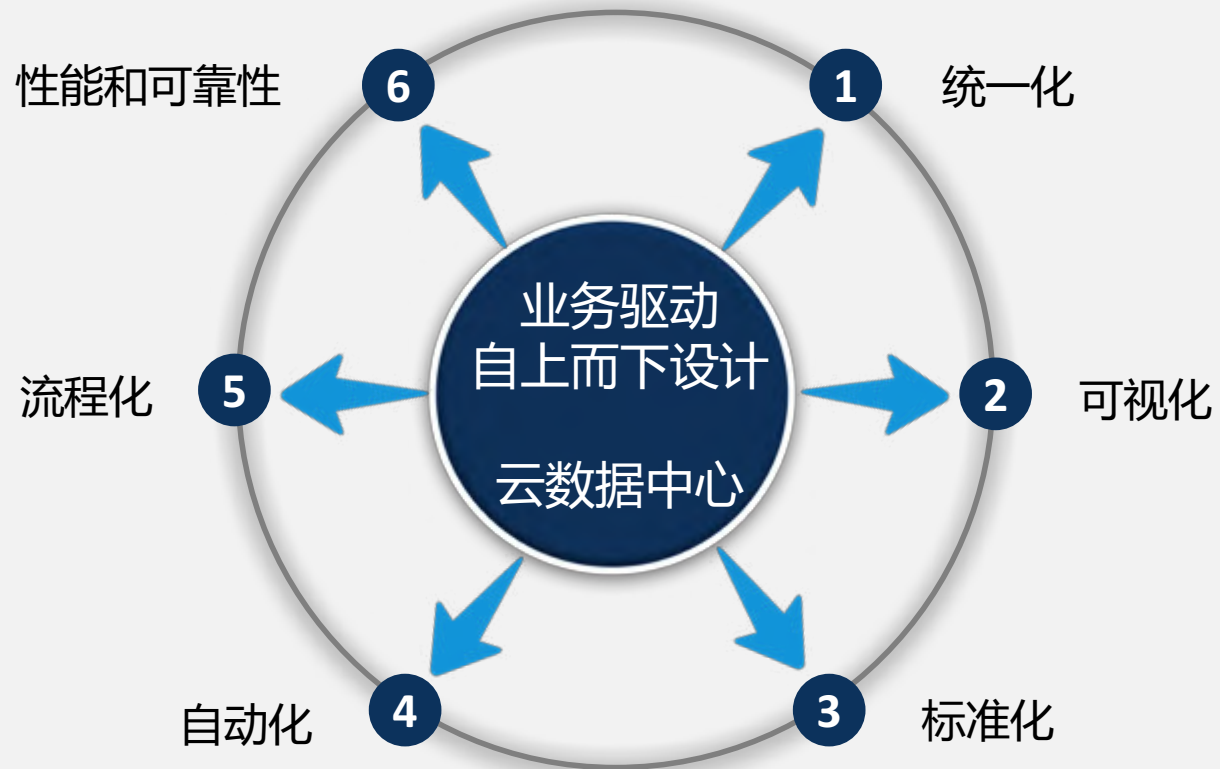 业务驱动
自上而下设计
云数据中心
1 统一化
2 可视化
3 标准化
4 自动化
5 流程化
6 性能和可靠性